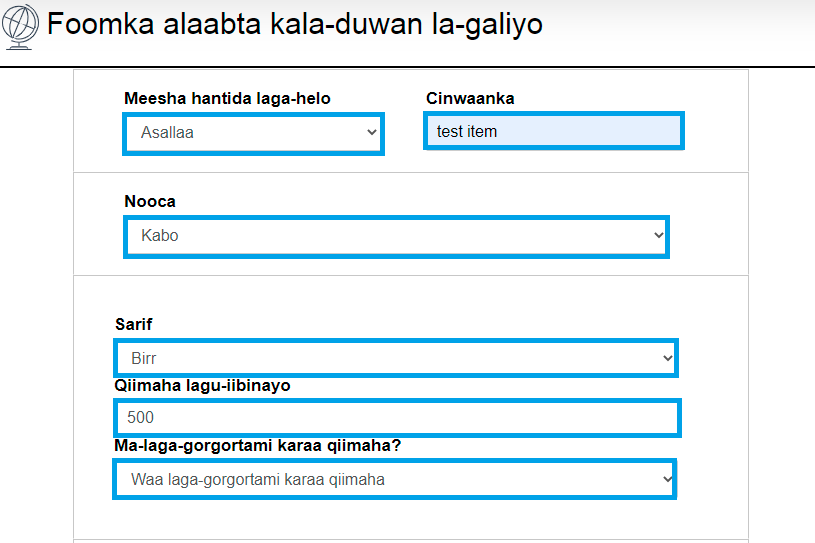 Foomka alaabta kala-duwan la-galiyo
Meesha hantida laga-helo
Cinwaanka
Asallaa
test item
Nooca
Kabo
Sarif
Birr
Qiimaha lagu-iibinayo
500
Ma-laga-gorgortami karaa qiimaha?
Waa laga-gorgortami karaa qiimaha